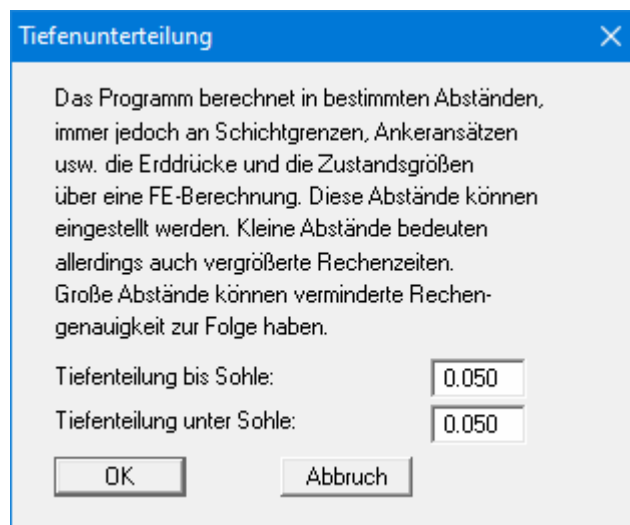 Tiefenunterteilung
Das Programm berechnet in bestimmten Abständen,
immer jedoch an Schichtgrenzen, Ankeransätzen
usw. die Erddrücke und die Zustandsgrößen
über eine FE-Berechnung. Diese Abstände können
eingestellt werden. Kleine Abstände bedeuten
allerdings auch vergrößerte Rechenzeiten.
Große Abstände können verminderte Rechen-
genauigkeit zur Folge haben.
Tiefenteilung bis Sohle: 0.050
Tiefenteilung unter Sohle: 0.050
OK Abbruch